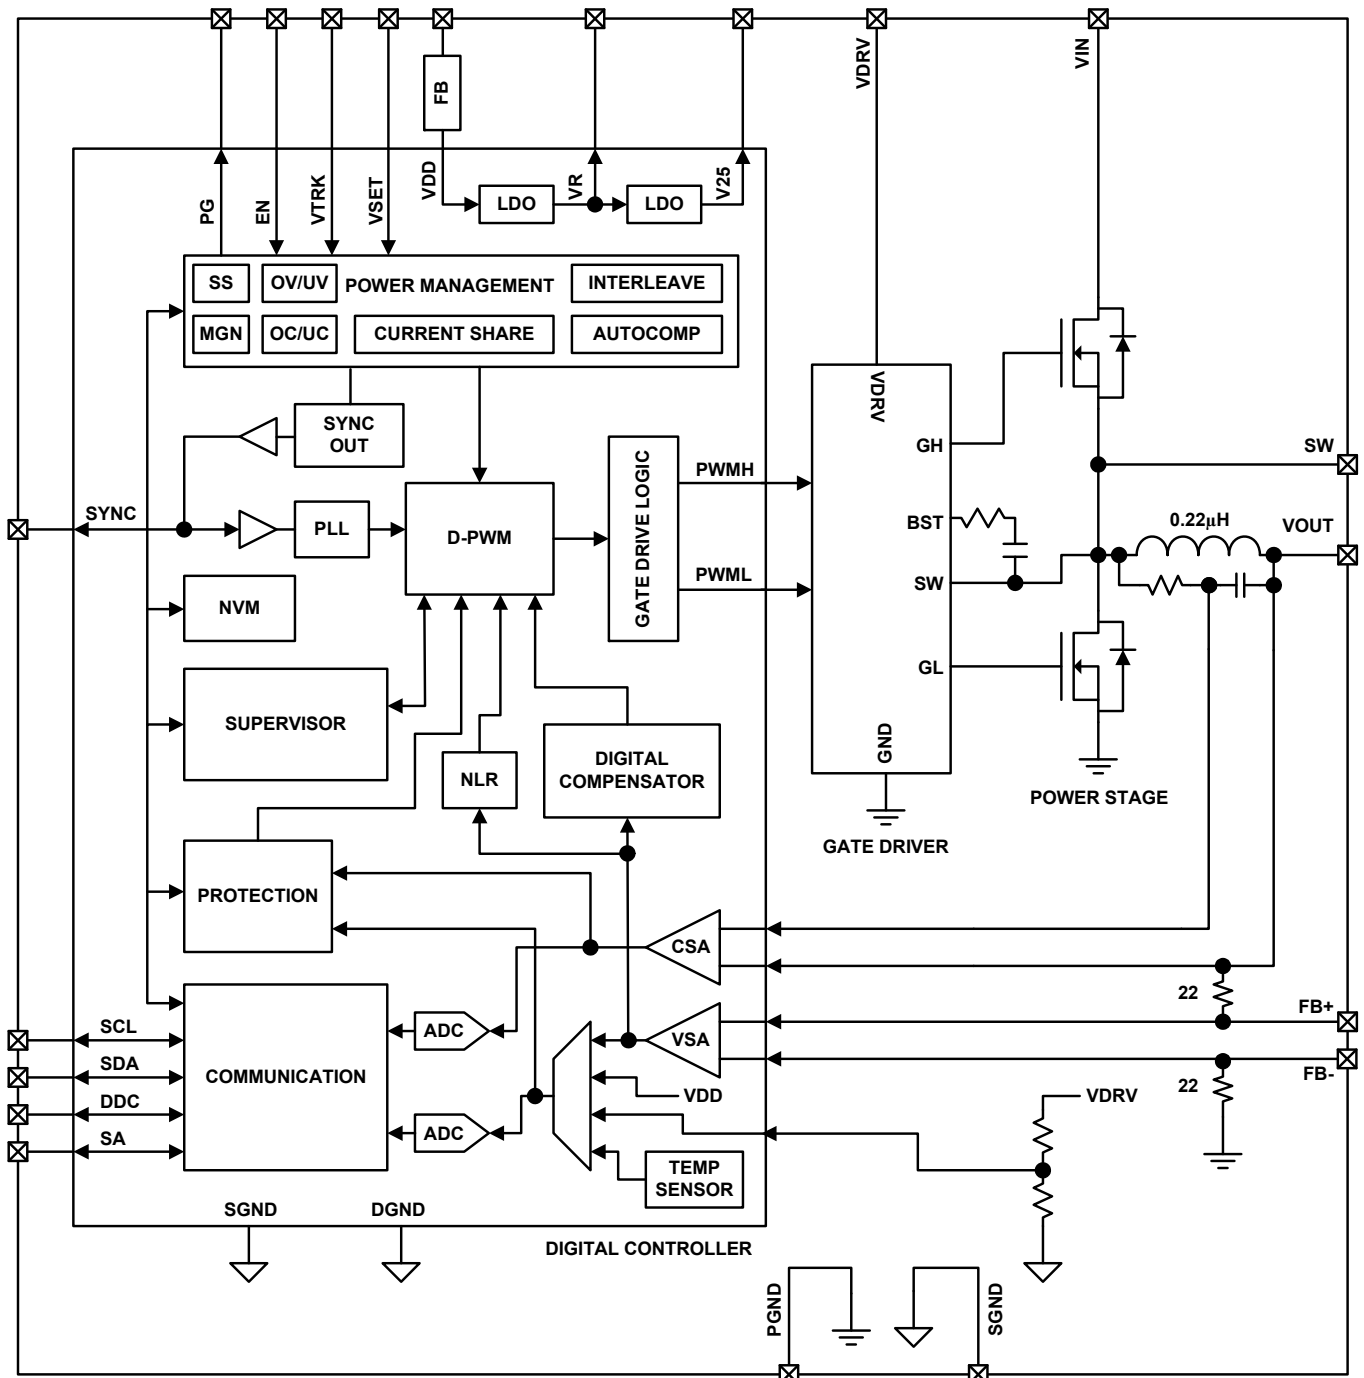 FB
VDRV
VIN
PG
EN
VTRK
VSET
VDD
LDO
VR
LDO
V25
SS
OV/UV
POWER MANAGEMENT
INTERLEAVE
MGN
OC/UC
CURRENT SHARE
AUTOCOMP
SYNC
OUT
SYNC
PLL
D-PWM
GATE DRIVE LOGIC
PWMH
PWML
NVM
SUPERVISOR
NLR
DIGITAL
COMPENSATOR
PROTECTION
VDRV
GH
BST
SW
GL
GND
GATE DRIVER
POWER STAGE
SW
0.22µH
VOUT
CSA
VSA
22
FB+
FB-
22
SCL
SDA
DDC
SA
COMMUNICATION
ADC
ADC
VDD
VDRV
TEMP
SENSOR
SGND
DGND
DIGITAL CONTROLLER
PGND
SGND